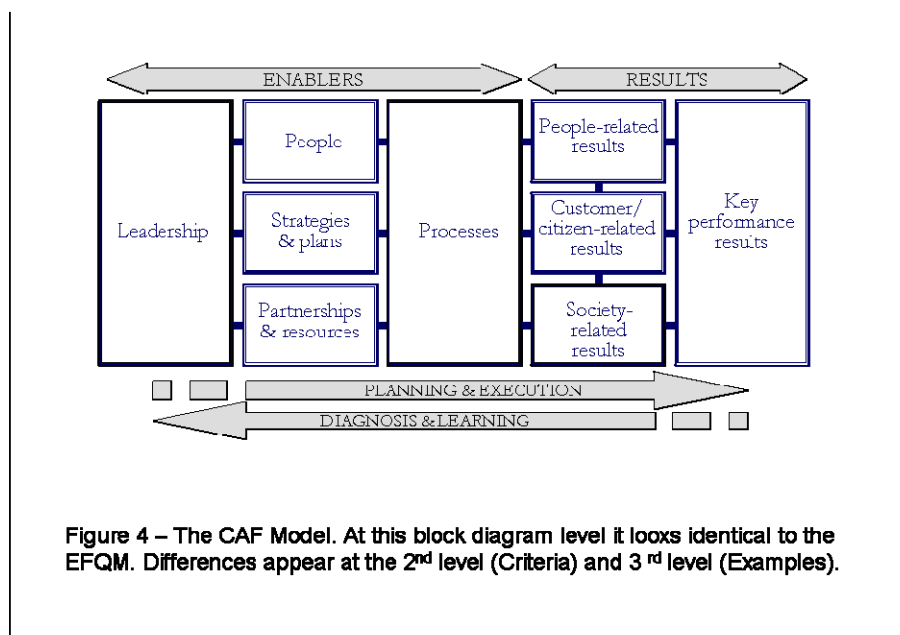 ENABLERS
RESULTS
Leadership
People
Strategies
& plans
Partnerships
& resources
Processes
People-related
results
Customer/
citizen-related
results
Society-
related
results
Key
performance
results
PLANNING & EXECUTION
DIAGNOSIS & LEARNING
Figure 4 – The CAF Model. At this block diagram level it looxs identical to the
EFQM. Differences appear at the 2nd level (Criteria) and 3 rd level (Examples).